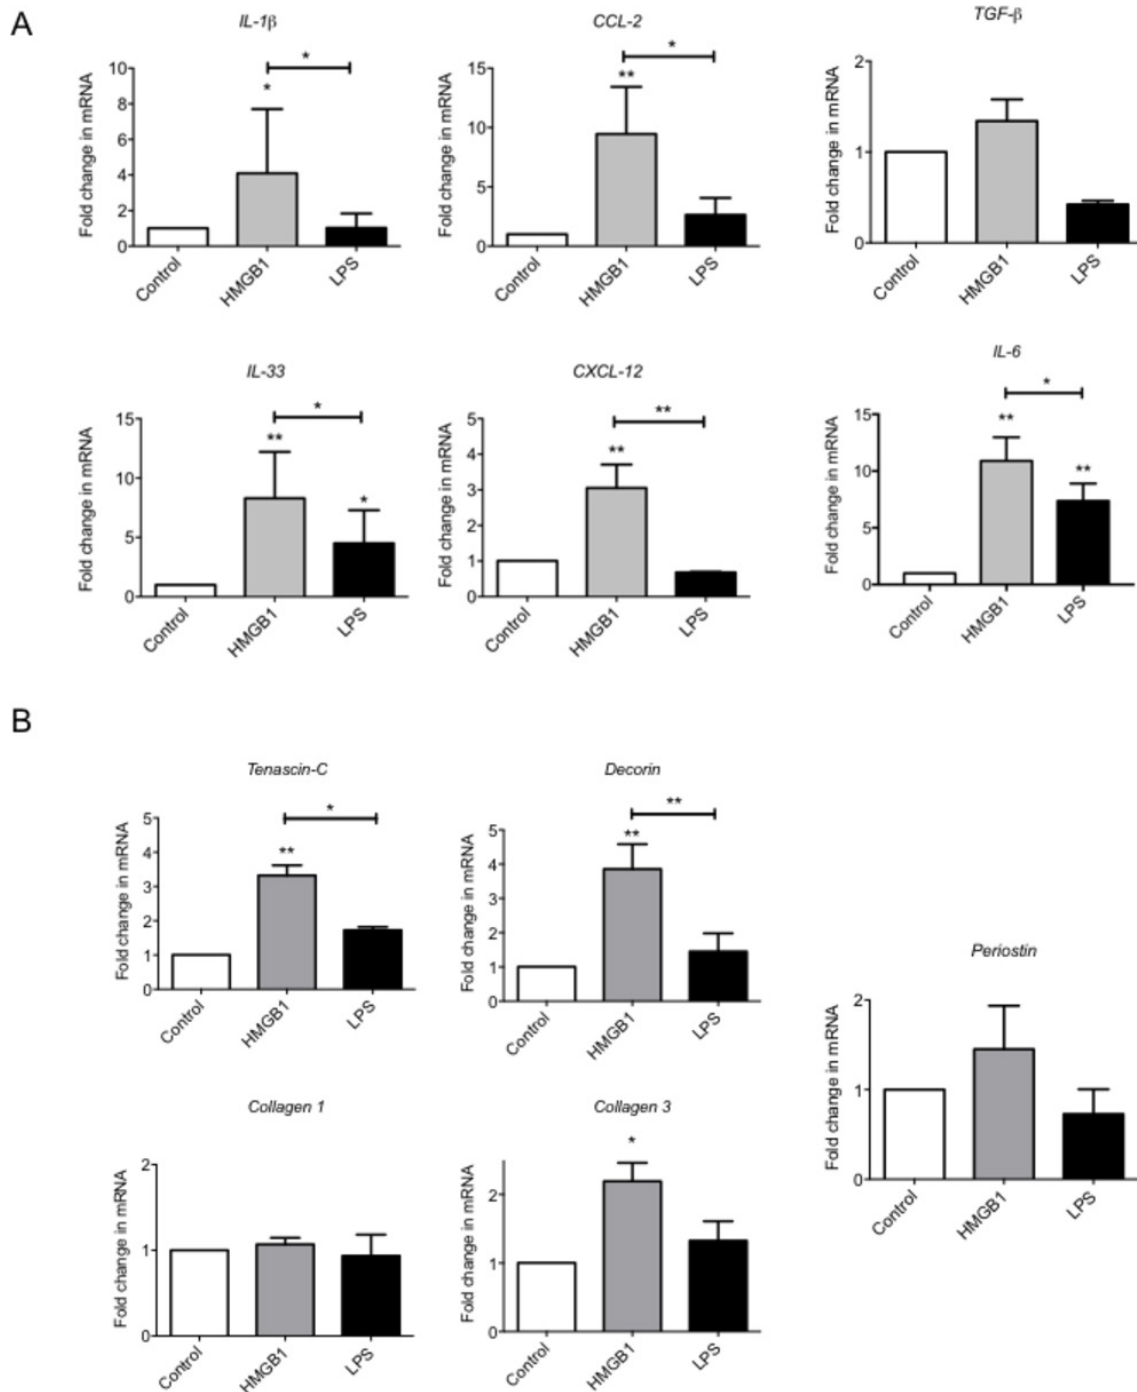 A
IL-1β
Fold change in mRNA
10
8
6
4
2
0
*
*
Control
HMGB1
LPS
CCL-2
Fold change in mRNA
15
10
5
0
**
*
Control
HMGB1
LPS
TGF-β
Fold change in mRNA
2
1
0
Control
HMGB1
LPS
IL-33
Fold change in mRNA
15
10
5
0
**
*
*
Control
HMGB1
LPS
CXCL-12
Fold change in mRNA
5
4
3
2
1
0
**
**
Control
HMGB1
LPS
IL-6
Fold change in mRNA
15
10
5
0
*
**
**
Control
HMGB1
LPS
B
Tenascin-C
Fold change in mRNA
5
4
3
2
1
0
*
**
Control
HMGB1
LPS
Decorin
Fold change in mRNA
5
4
3
2
1
0
**
**
Control
HMGB1
LPS
Periostin
Fold change in mRNA
2
1
0
Control
HMGB1
LPS
Collagen 1
Fold change in mRNA
2
1
0
Control
HMGB1
LPS
Collagen 3
Fold change in mRNA
2
1
0
*
Control
HMGB1
LPS